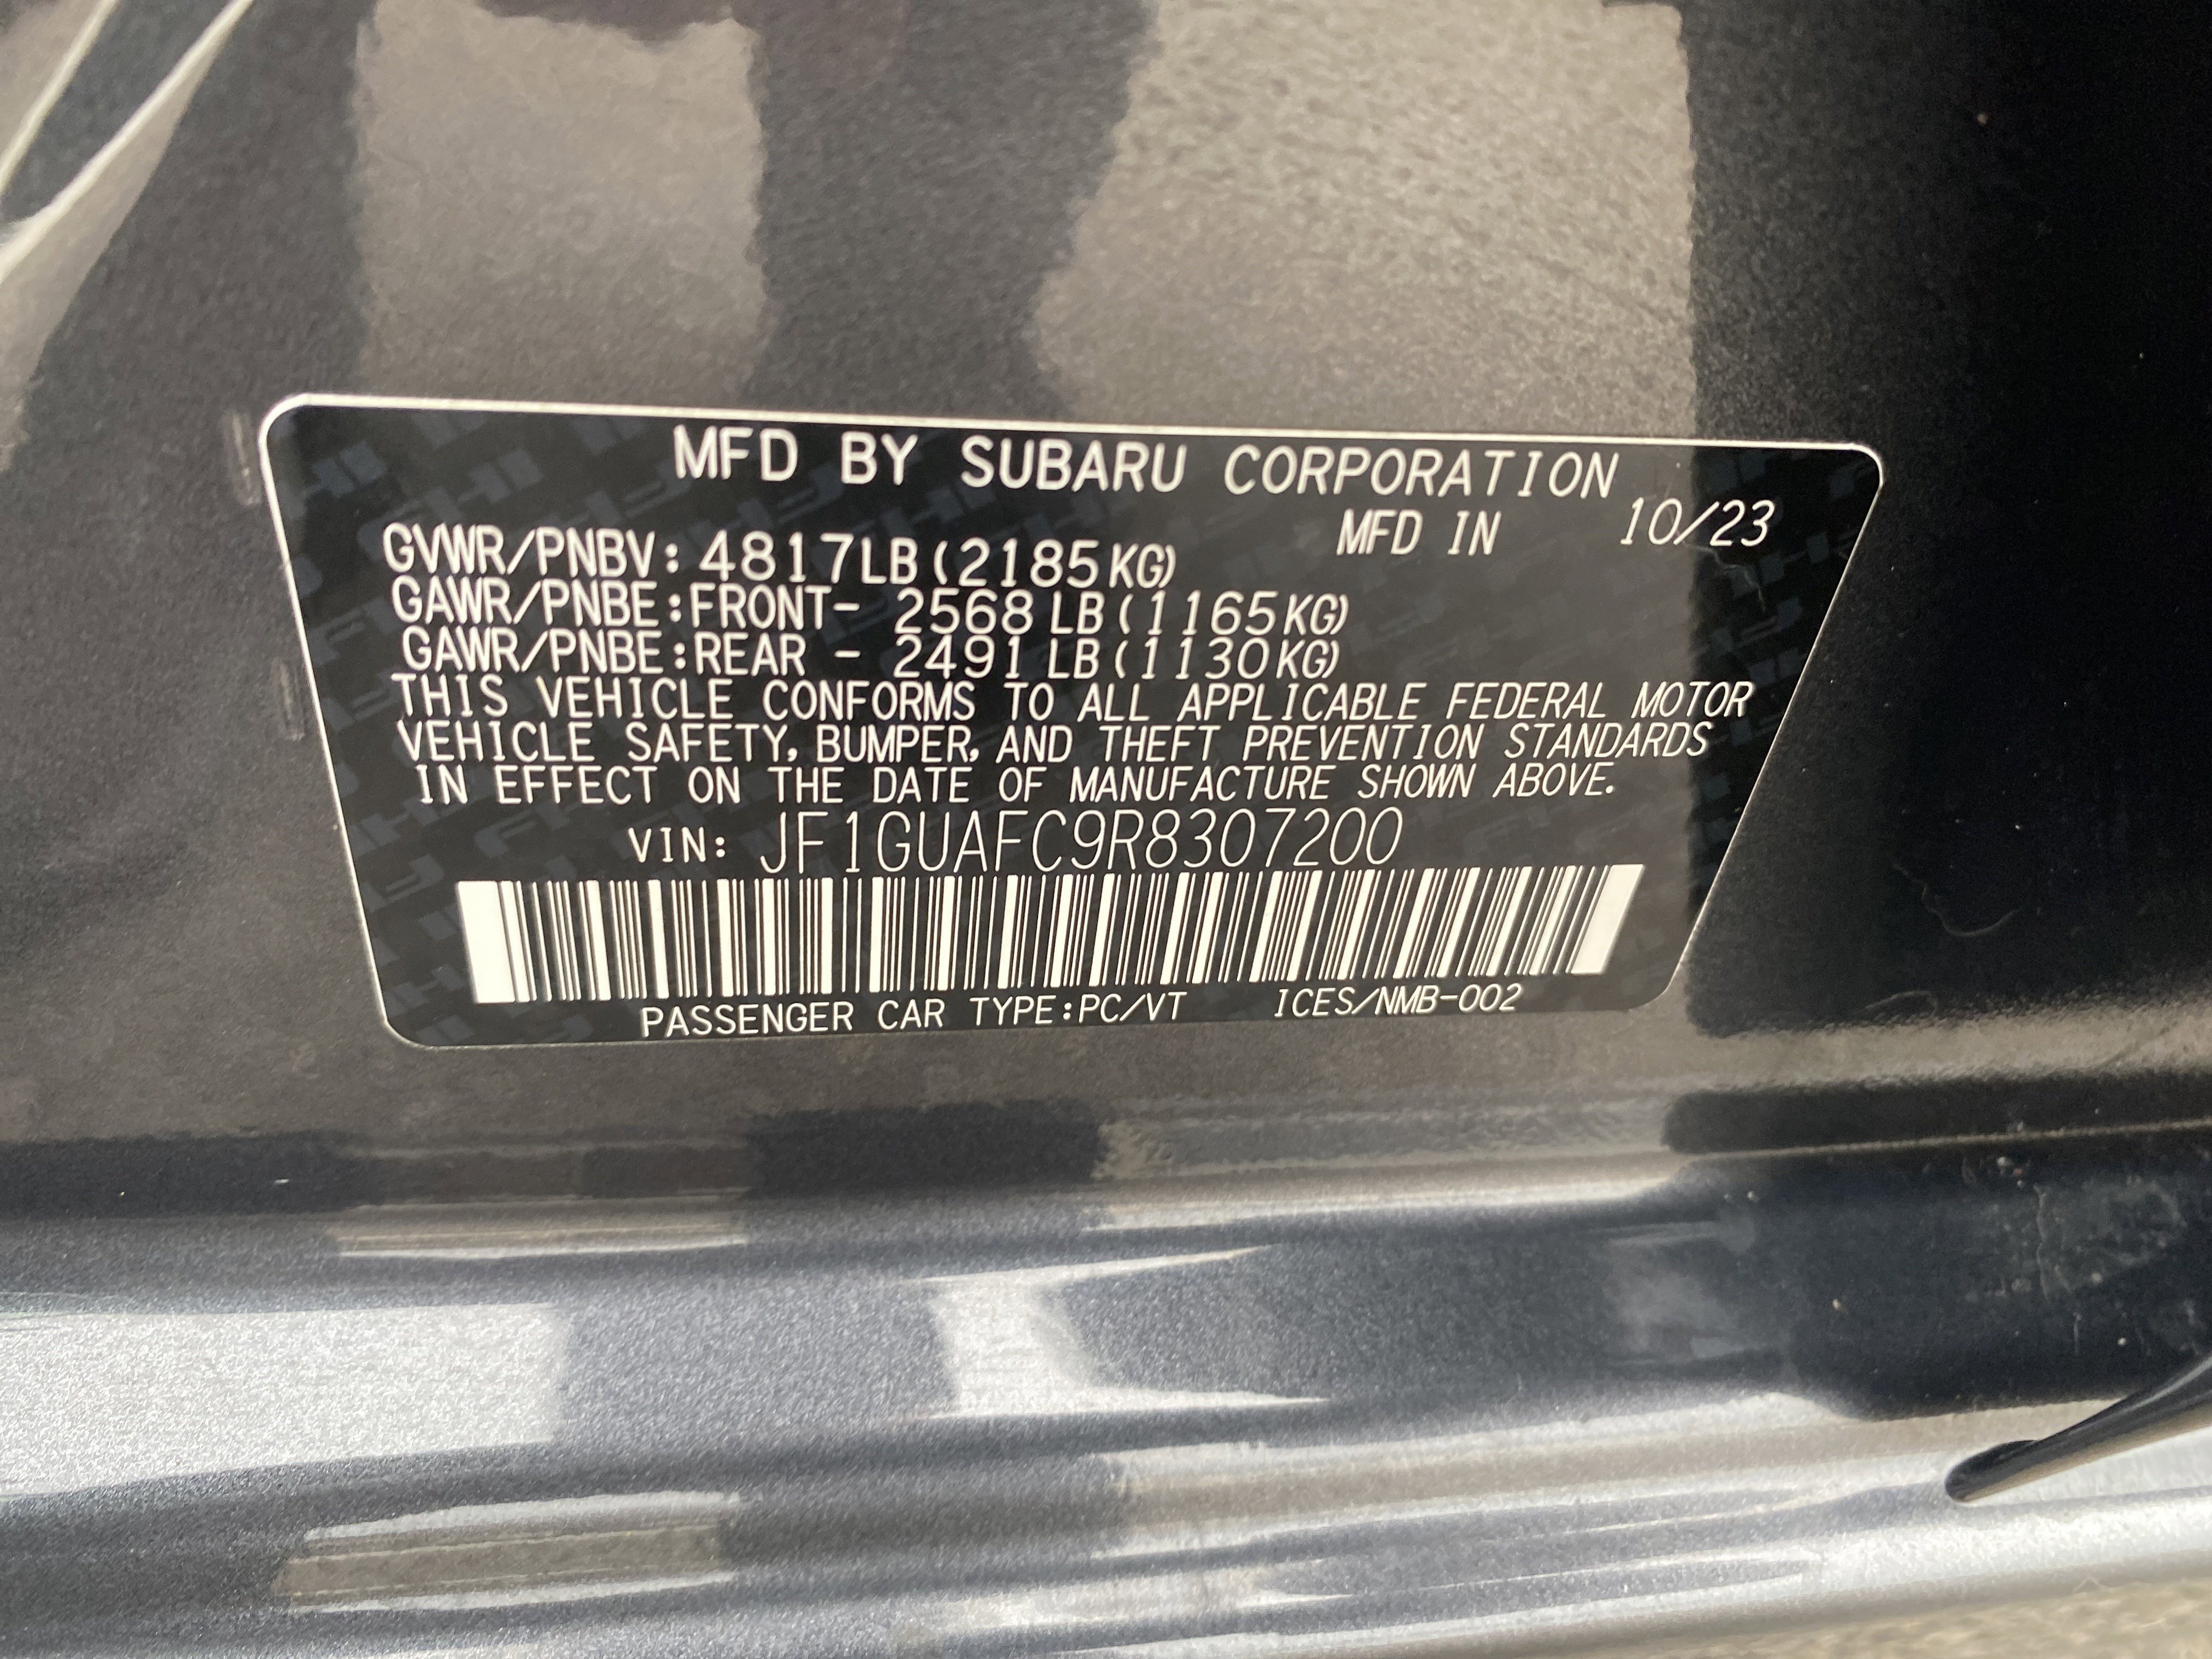 MFD BY SUBARU CORPORATION
MFD IN 10/23
GVWR/PNBV: 4817LB (2185KG)
GAWR/PNBE:FRONT- 2568 LB (1165KG)
GAWR/PNBE:REAR - 2491 LB (1130KG)
THIS VEHICLE CONFORMS TO ALL APPLICABLE FEDERAL MOTOR
VEHICLE SAFETY, BUMPER, AND THEFT PREVENTION STANDARDS
IN EFFECT ON THE DATE OF MANUFACTURE SHOWN ABOVE.
VIN: JF1GUAFC9R8307200
PASSENGER CAR TYPE:PC/VT ICES/NMB-002